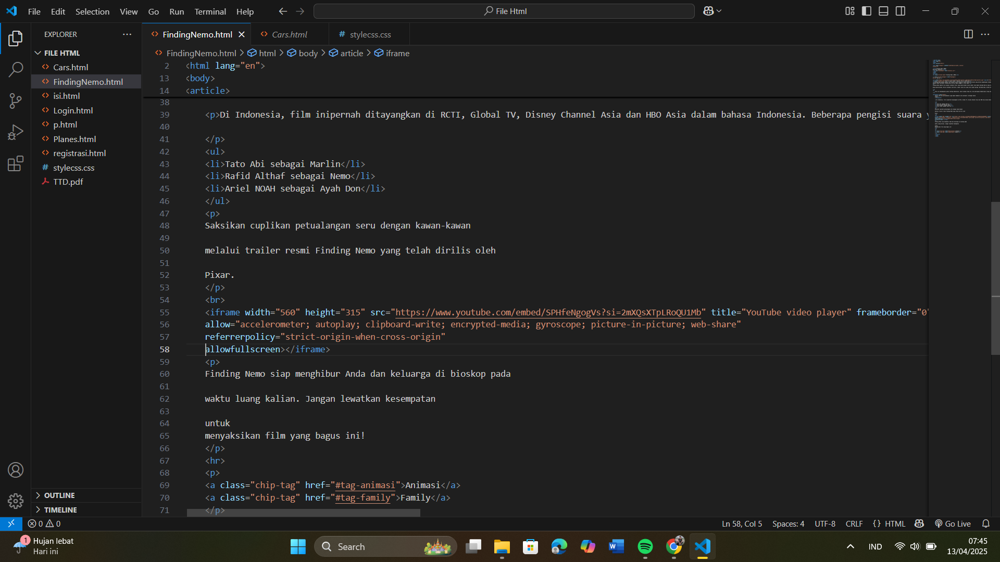 File Edit Selection View Go Run Terminal Help
File Html
EXPLORER
FILE HTML
Cars.html
FindingNemo.html
isi.html
Login.html
p.html
Planes.html
registrasi.html
stylecss.css
TTD.pdf
OUTLINE
TIMELINE
FindingNemo.html Cars.html # stylecss.css
FindingNemo.html > html > body > article > iframe
2 <html lang="en">
13 <body>
14 <article>
38
39 <p>Di Indonesia, film inipernah ditayangkan di RCTI, Global TV, Disney Channel Asia dan HBO Asia dalam bahasa Indonesia. Beberapa pengisi suara
40
41 </p>
42 <ul>
43 <li>Tato Abi sebagai Marlin</li>
44 <li>Rafid Althaf sebagai Nemo</li>
45 <li>Ariel NOAH sebagai Ayah Don</li>
46 </ul>
47 <p>
48 Saksikan cuplikan petualangan seru dengan kawan-kawan
49
50 melalui trailer resmi Finding Nemo yang telah dirilis oleh
51
52 Pixar.
53 </p>
54 <br>
55 <iframe width="560" height="315" src="https://www.youtube.com/embed/SPHfeNgogVs?si=2mXQsXTpLRoQU1Mb" title="YouTube video player" frameborder="0"
56 allow="accelerometer; autoplay; clipboard-write; encrypted-media; gyroscope; picture-in-picture; web-share"
57 referrerpolicy="strict-origin-when-cross-origin"
58 allowfullscreen></iframe>
59 <p>
60 Finding Nemo siap menghibur Anda dan keluarga di bioskop pada
61
62 waktu luang kalian. Jangan lewatkan kesempatan
63
64 untuk
65 menyaksikan film yang bagus ini!
66 </p>
67 <hr>
68 <p>
69 <a class="chip-tag" href="#tag-animasi">Animasi</a>
70 <a class="chip-tag" href="#tag-family">Family</a>
71 </p>
0 0 Ln 58, Col 5 Spaces: 4 UTF-8 CRLF {} HTML Go Live
1 Hujan lebat
Hari ini
Search
IND
07:45
13/04/2025